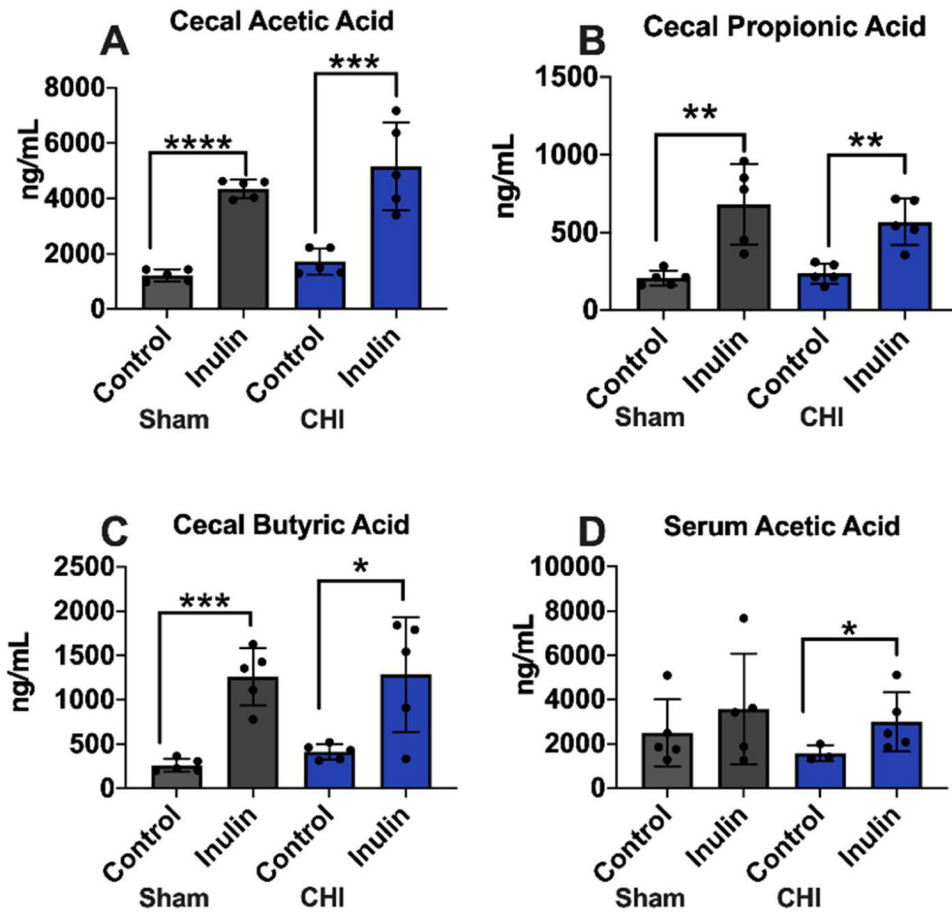 A
Cecal Acetic Acid
ng/mL
8000
6000
4000
2000
0
****
***
Control
Inulin
Control
Inulin
Sham
CHI
B
Cecal Propionic Acid
ng/mL
1500
1000
500
0
**
**
Control
Inulin
Control
Inulin
Sham
CHI
C
Cecal Butyric Acid
ng/mL
2500
2000
1500
1000
500
0
***
*
Control
Inulin
Control
Inulin
Sham
CHI
D
Serum Acetic Acid
ng/mL
10000
8000
6000
4000
2000
0
*
Control
Inulin
Control
Inulin
Sham
CHI